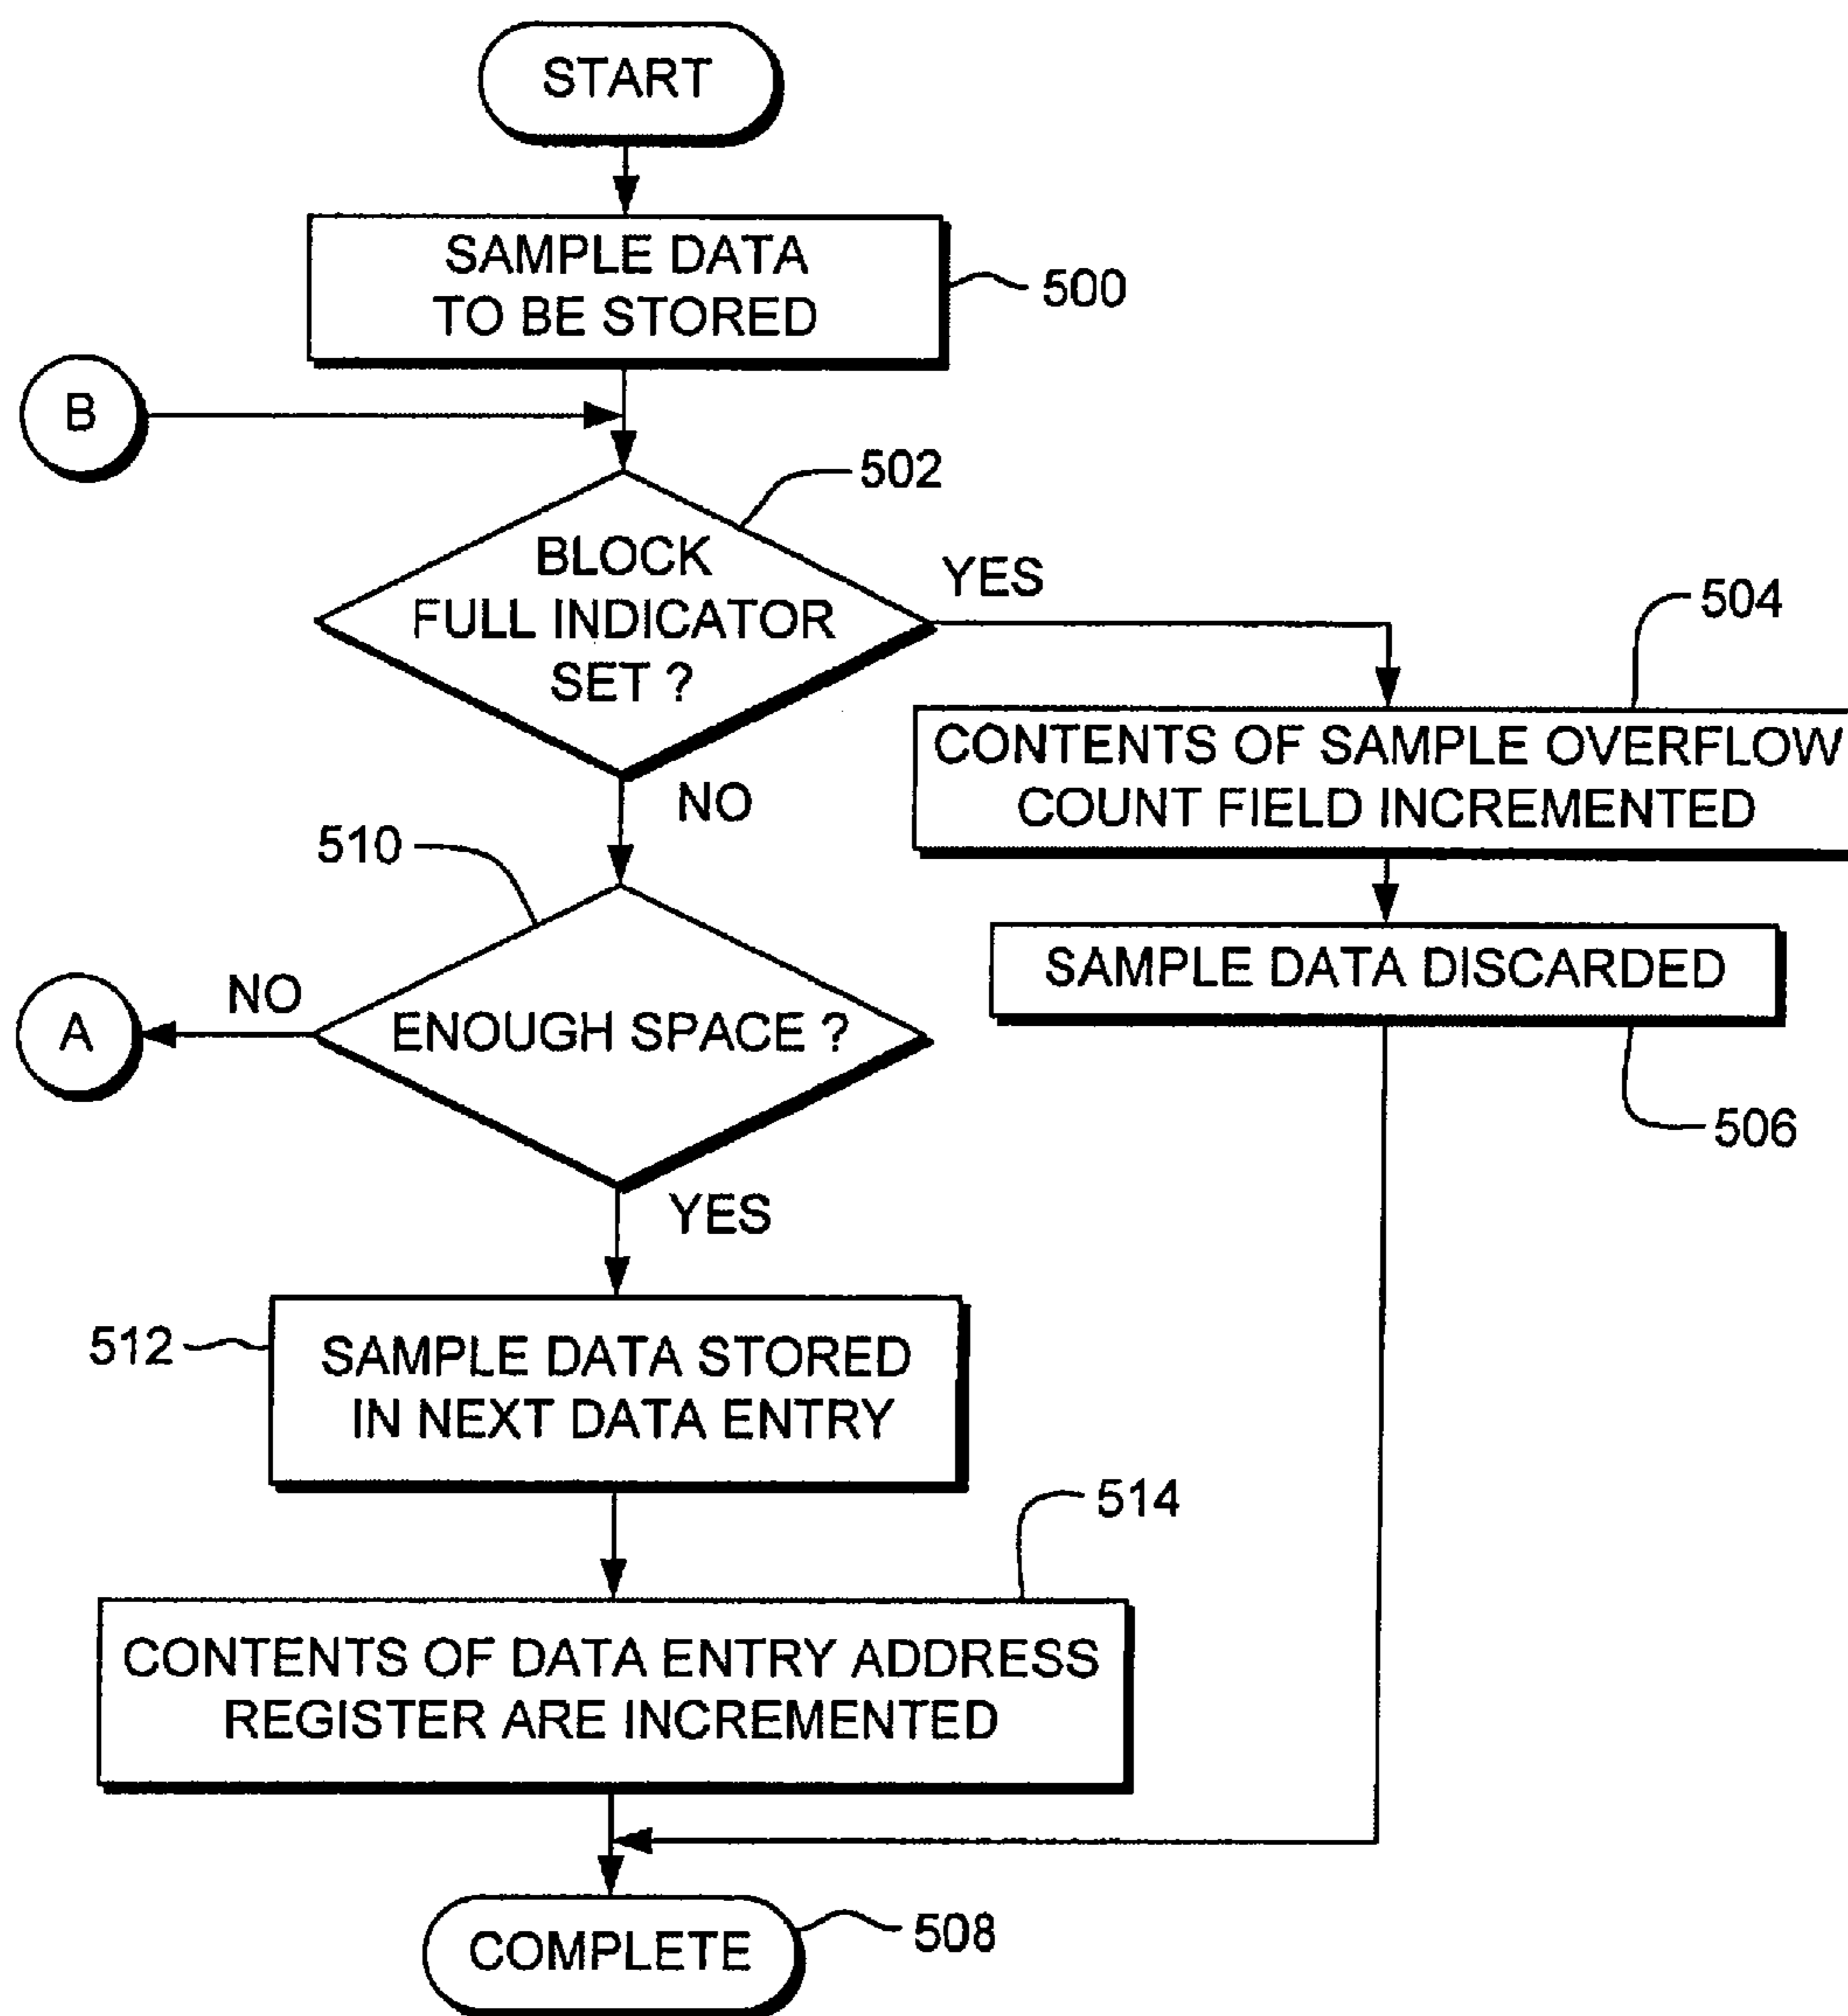 START
SAMPLE DATA
TO BE STORED
500
B
502
BLOCK
FULL INDICATOR
SET ?
YES
NO
504
CONTENTS OF SAMPLE OVERFLOW
COUNT FIELD INCREMENTED
510
SAMPLE DATA DISCARDED
506
ENOUGH SPACE ?
NO
A
YES
512
SAMPLE DATA STORED
IN NEXT DATA ENTRY
514
CONTENTS OF DATA ENTRY ADDRESS
REGISTER ARE INCREMENTED
COMPLETE
508